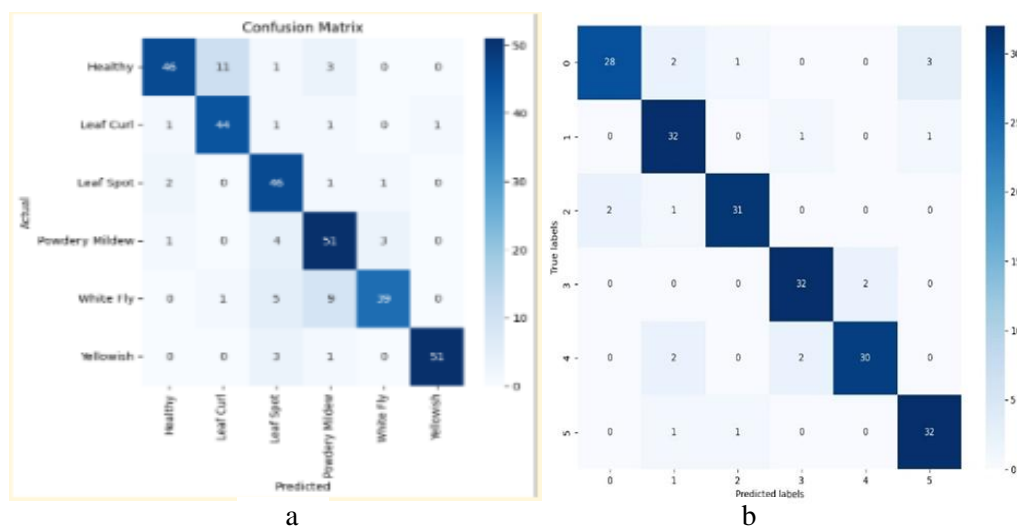 Confusion Matrix
Actual
Healthy 46 11 1 3 0 0
Leaf Curl 1 44 1 1 0 1
Leaf Spot 2 0 46 1 1 0
Powdery Mildew 1 0 4 51 3 0
White Fly 0 1 5 9 39 0
Yellowish 0 0 3 1 0 51
Healthy Leaf Curl Leaf Spot Powdery Mildew White Fly Yellowish
Predicted
50
40
30
20
10
0
a
True labels
0 28 2 1 0 0 3
1 0 32 0 1 0 1
2 2 1 31 0 0 0
3 0 0 0 32 2 0
4 0 2 0 2 30 0
5 0 1 1 0 0 32
0 1 2 3 4 5
Predicted labels
b